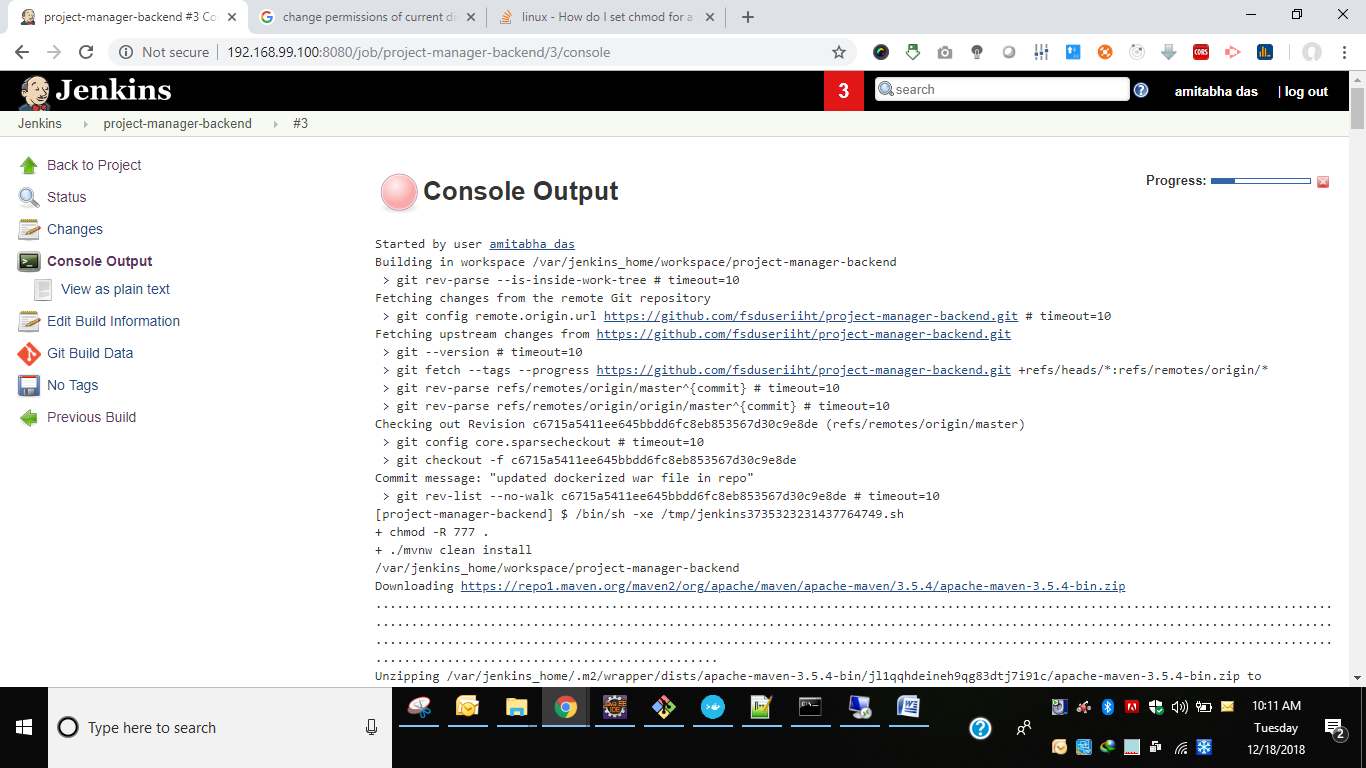 project-manager-backend #3 Co
change permissions of current di
linux - How do I set chmod for a
Not secure
192.168.99.100:8080/job/project-manager-backend/3/console
CORS
Jenkins
3
search
amitabha das
| log out
Jenkins
project-manager-backend
#3
Back to Project
Status
Changes
Console Output
View as plain text
Edit Build Information
Git Build Data
No Tags
Previous Build
Console Output
Progress:
Started by user amitabha das
Building in workspace /var/jenkins_home/workspace/project-manager-backend
> git rev-parse --is-inside-work-tree # timeout=10
Fetching changes from the remote Git repository
> git config remote.origin.url https://github.com/fsduseriiht/project-manager-backend.git # timeout=10
Fetching upstream changes from https://github.com/fsduseriiht/project-manager-backend.git
> git --version # timeout=10
> git fetch --tags --progress https://github.com/fsduseriiht/project-manager-backend.git +refs/heads/*:refs/remotes/origin/*
> git rev-parse refs/remotes/origin/master^{commit} # timeout=10
> git rev-parse refs/remotes/origin/origin/master^{commit} # timeout=10
Checking out Revision c6715a5411ee645bbdd6fc8eb853567d30c9e8de (refs/remotes/origin/master)
> git config core.sparsecheckout # timeout=10
> git checkout -f c6715a5411ee645bbdd6fc8eb853567d30c9e8de
Commit message: "updated dockerized war file in repo"
> git rev-list --no-walk c6715a5411ee645bbdd6fc8eb853567d30c9e8de # timeout=10
[project-manager-backend] $ /bin/sh -xe /tmp/jenkins3735323231437764749.sh
+ chmod -R 777 .
+ ./mvnw clean install
/var/jenkins_home/workspace/project-manager-backend
Downloading https://repo1.maven.org/maven2/org/apache/maven/apache-maven/3.5.4/apache-maven-3.5.4-bin.zip
Unzipping /var/jenkins_home/.m2/wrapper/dists/apache-maven-3.5.4-bin/jl1qqhdeineh9qg83dtj7i91c/apache-maven-3.5.4-bin.zip to
Type here to search
10:11 AM
Tuesday
12/18/2018
2